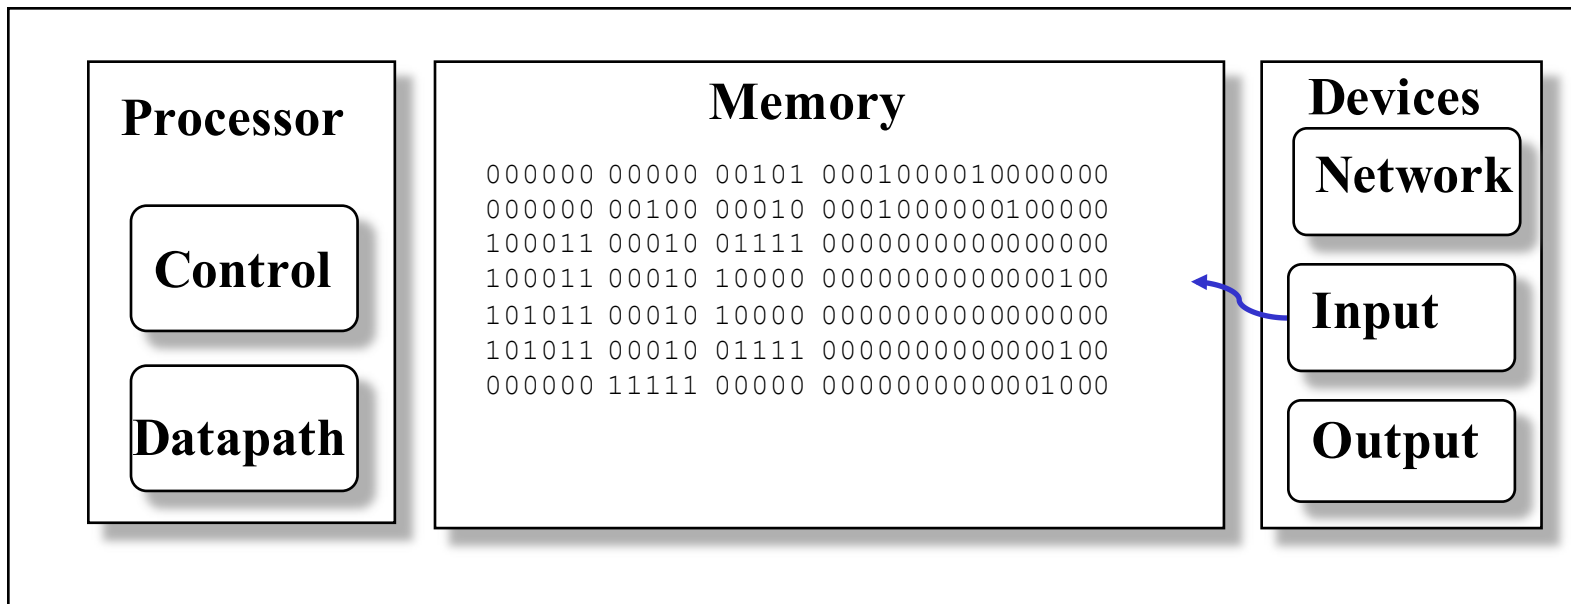 Processor
Control
Datapath
Memory
000000 00000 00101 0001000010000000
000000 00100 00010 0001000000100000
100011 00010 01111 0000000000000000
100011 00010 10000 0000000000000100
101011 00010 10000 0000000000000000
101011 00010 01111 0000000000000100
000000 11111 00000 0000000000001000
Devices
Network
Input
Output